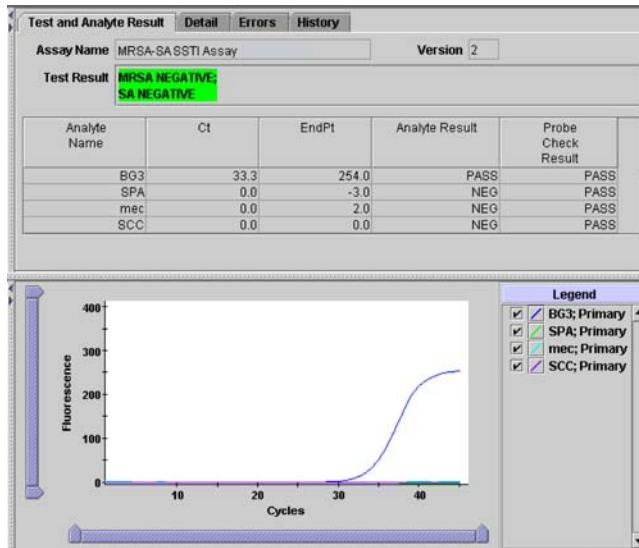 Test and Analyte Result Detail Errors History
Assay Name MRSA-SA SSTI Assay Version 2
Test Result MRSA NEGATIVE;
SA NEGATIVE
Analyte Name Ct EndPt Analyte Result Probe Check Result
BG3 33.3 254.0 PASS PASS
SPA 0.0 -3.0 NEG PASS
mec 0.0 2.0 NEG PASS
SCC 0.0 0.0 NEG PASS
Legend
BG3; Primary
SPA; Primary
mec; Primary
SCC; Primary
Fluorescence
400
300
200
100
0
10 20 30 40
Cycles